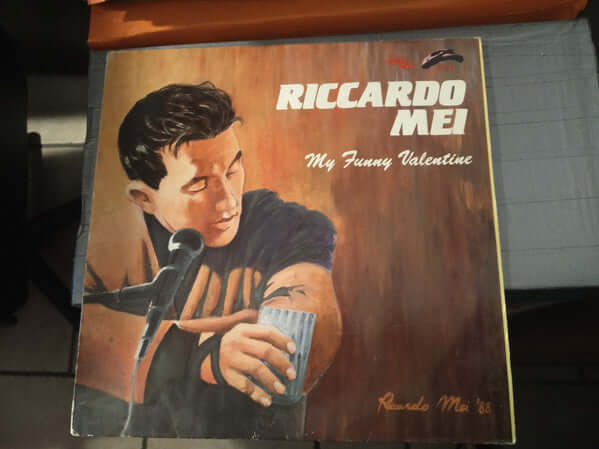 RICCARDO
MEI
My Funny Valentine
Riccardo Mei '88